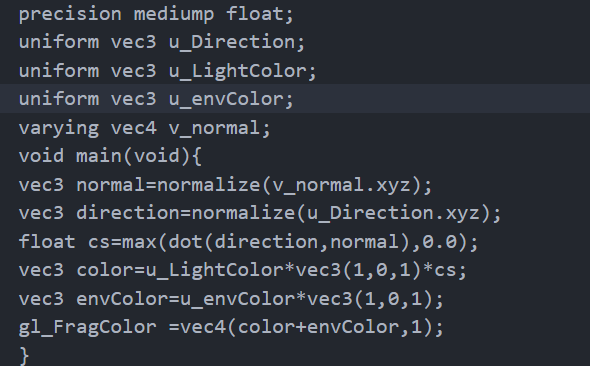 precision mediump float;
uniform vec3 u_Direction;
uniform vec3 u_LightColor;
uniform vec3 u_envColor;
varying vec4 v_normal;
void main(void){
vec3 normal=normalize(v_normal.xyz);
vec3 direction=normalize(u_Direction.xyz);
float cs=max(dot(direction,normal),0.0);
vec3 color=u_LightColor*vec3(1,0,1)*cs;
vec3 envColor=u_envColor*vec3(1,0,1);
gl_FragColor =vec4(color+envColor,1);
}